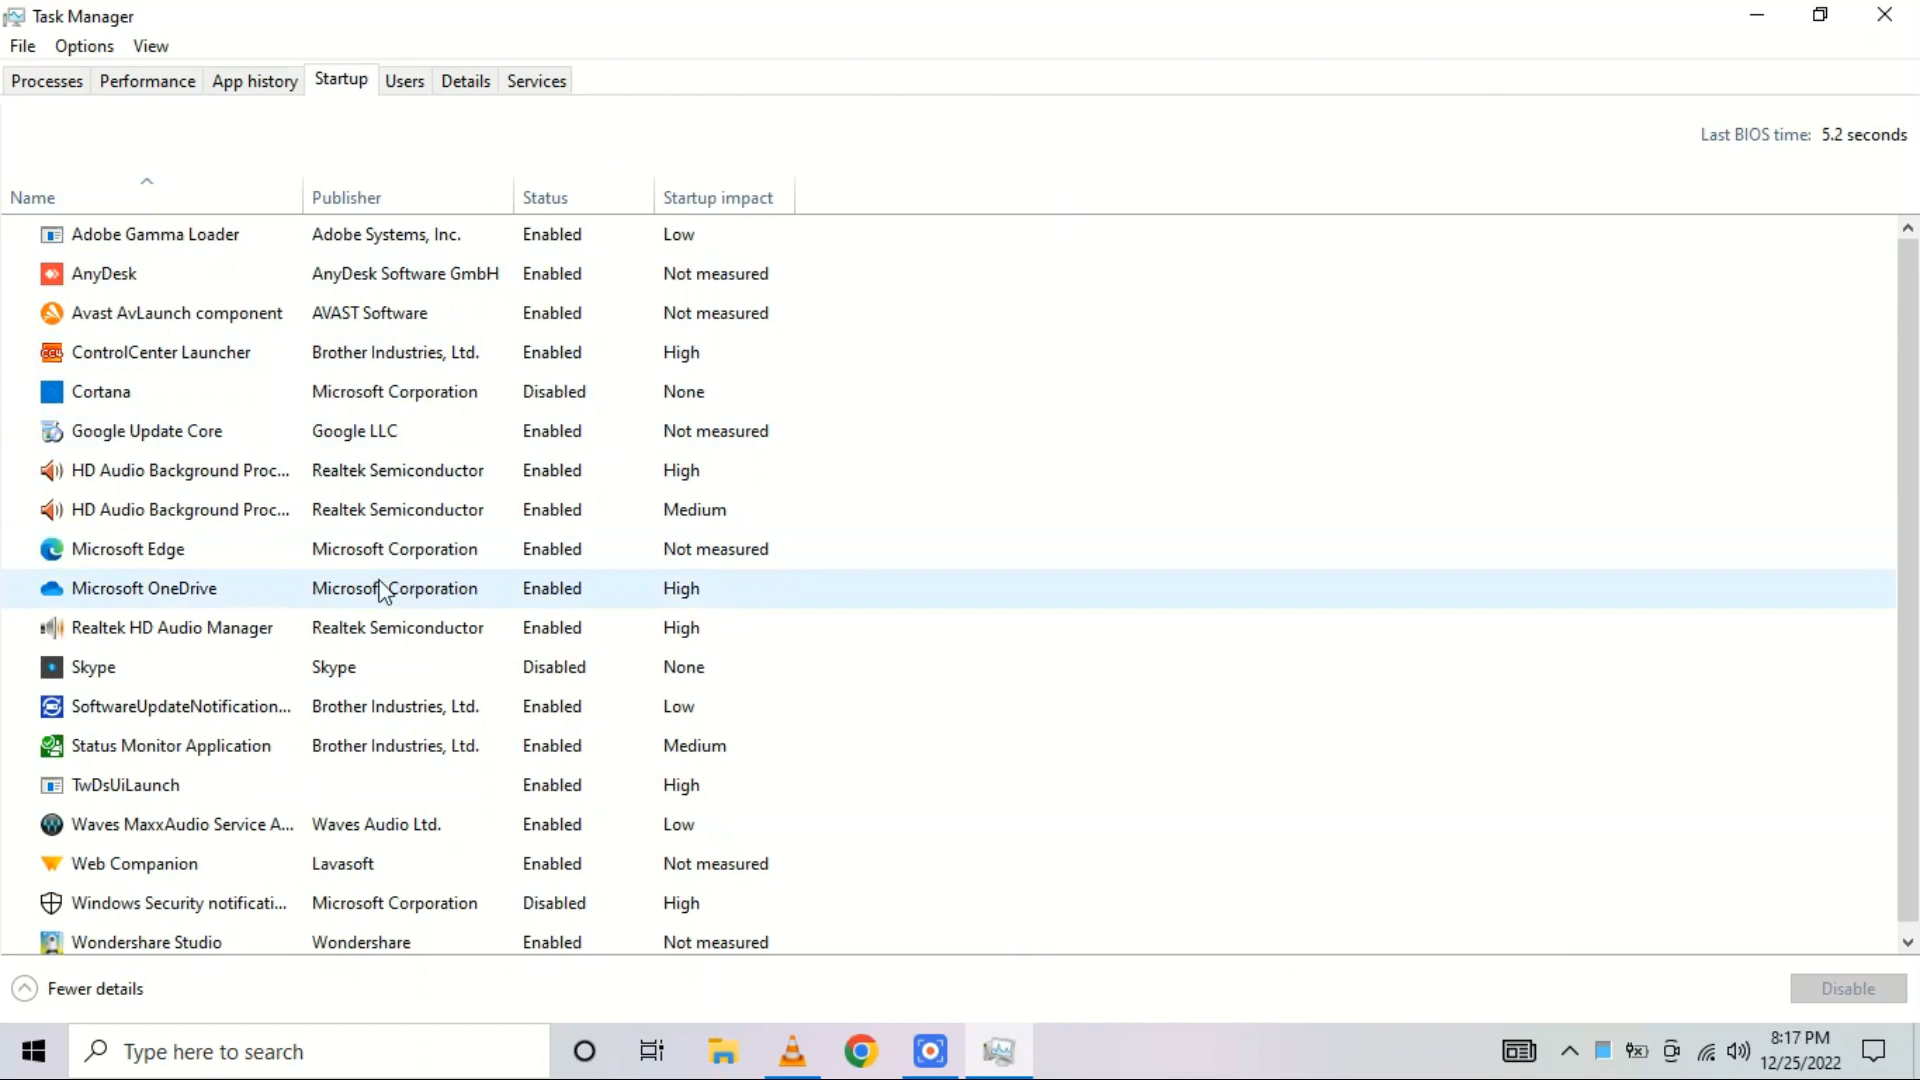 Task Manager
File Options View
Processes Performance App history Startup Users Details Services
Last BIOS time: 5.2 seconds
Name Publisher Status Startup impact
Adobe Gamma Loader Adobe Systems, Inc. Enabled Low
AnyDesk AnyDesk Software GmbH Enabled Not measured
Avast AvLaunch component AVAST Software Enabled Not measured
CC4 ControlCenter Launcher Brother Industries, Ltd. Enabled High
Cortana Microsoft Corporation Disabled None
Google Update Core Google LLC Enabled Not measured
HD Audio Background Proc... Realtek Semiconductor Enabled High
HD Audio Background Proc... Realtek Semiconductor Enabled Medium
Microsoft Edge Microsoft Corporation Enabled Not measured
Microsoft OneDrive Microsoft Corporation Enabled High
Realtek HD Audio Manager Realtek Semiconductor Enabled High
Skype Skype Disabled None
SoftwareUpdateNotification... Brother Industries, Ltd. Enabled Low
Status Monitor Application Brother Industries, Ltd. Enabled Medium
TwDsUiLaunch Enabled High
Waves MaxxAudio Service A... Waves Audio Ltd. Enabled Low
Web Companion Lavasoft Enabled Not measured
Windows Security notificati... Microsoft Corporation Disabled High
Wondershare Studio Wondershare Enabled Not measured
Fewer details Disable
Type here to search
8:17 PM
12/25/2022